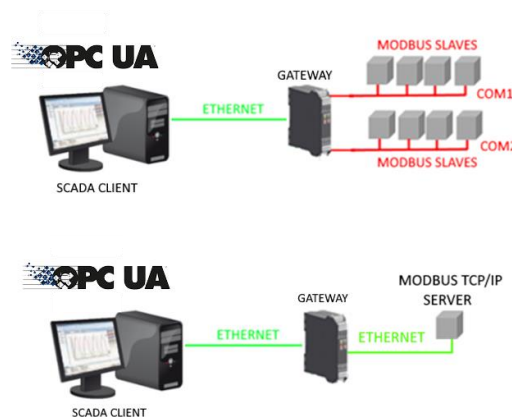 OPC UA
MODBUS SLAVES
GATEWAY
COM1
ETHERNET
COM2
MODBUS SLAVES
SCADA CLIENT
OPC UA
MODBUS TCP/IP
SERVER
GATEWAY
ETHERNET
ETHERNET
SCADA CLIENT